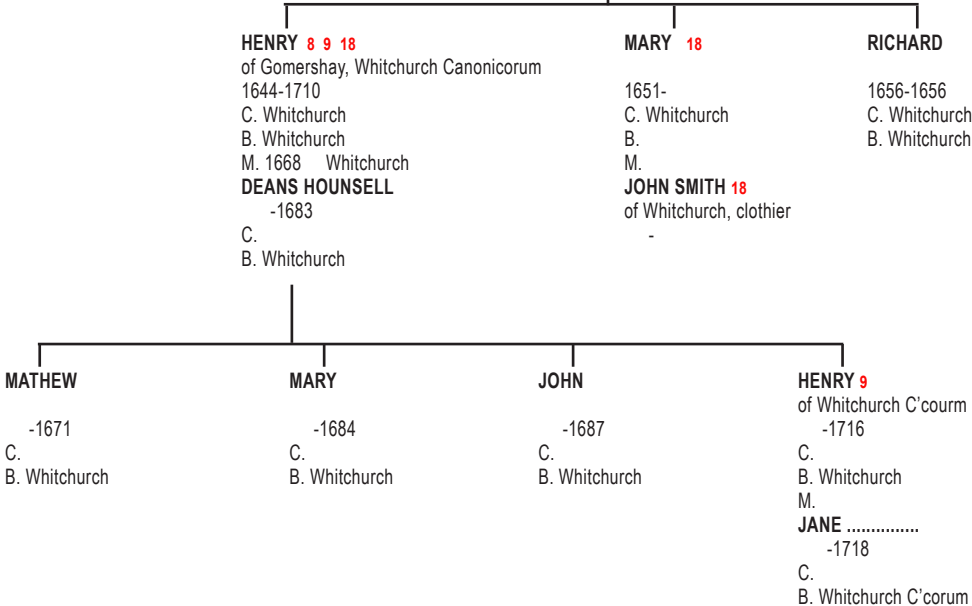 HENRY 8 9 18
of Gomershay, Whitchurch Canonicorum
1644-1710
C. Whitchurch
B. Whitchurch
M. 1668 Whitchurch
DEANS HOUNSELL
-1683
C.
B. Whitchurch
MARY 18
1651-
C. Whitchurch
B.
M.
JOHN SMITH 18
of Whitchurch, clothier
-
RICHARD
1656-1656
C. Whitchurch
B. Whitchurch
MATHEW
-1671
C.
B. Whitchurch
MARY
-1684
C.
B. Whitchurch
JOHN
-1687
C.
B. Whitchurch
HENRY 9
of Whitchurch C'courm
-1716
C.
B. Whitchurch
M.
JANE ...............
-1718
C.
B. Whitchurch C'corum